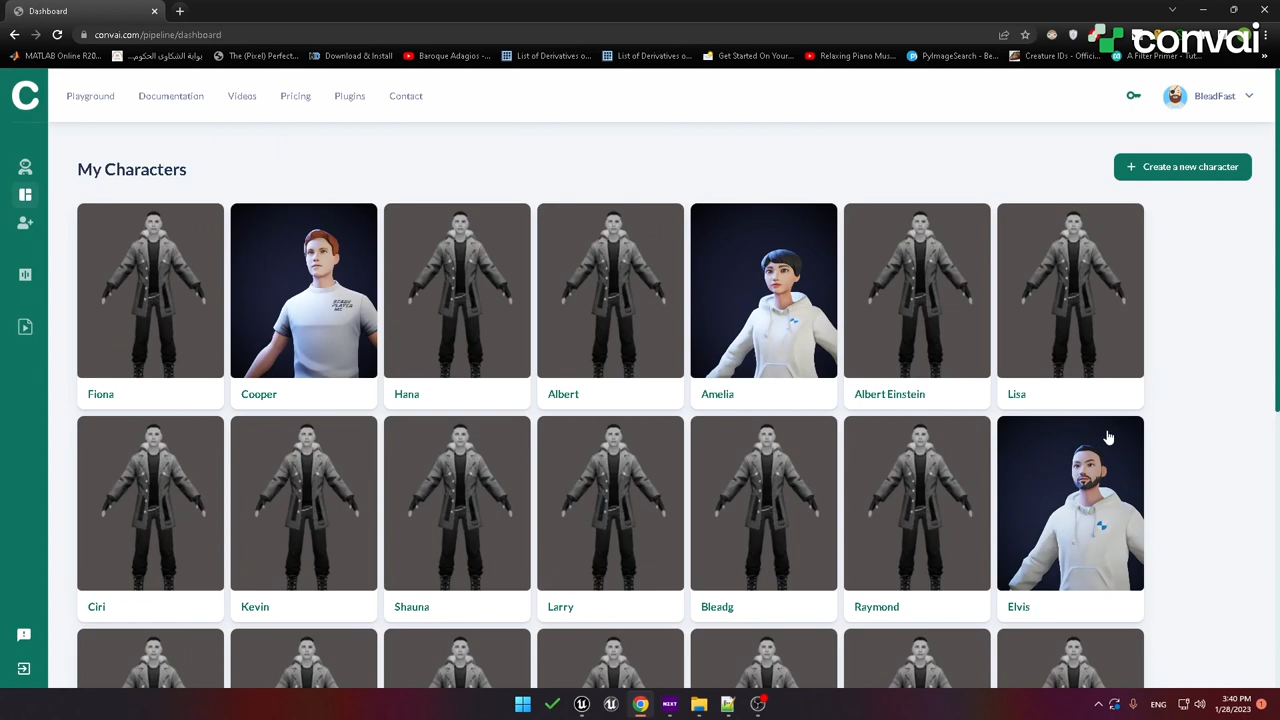 Dashboard
convai.com/pipeline/dashboard
convai
MATLAB Online R20...
بوابة الشكاوى الحكوم...
The (Pixel) Perfect...
Download & Install
Baroque Adagios -...
List of Derivatives o...
List of Derivatives o...
Get Started On Your...
Relaxing Piano Mus...
PyImageSearch - Be...
Creature IDs - Offici...
A Filter Primer - Tut...
C
Playground
Documentation
Videos
Pricing
Plugins
Contact
BleadFast
My Characters
+ Create a new character
Fiona
Cooper
Hana
Albert
Amelia
Albert Einstein
Lisa
Ciri
Kevin
Shauna
Larry
Bleadg
Raymond
Elvis
NEXT
ENG
3:40 PM
1/28/2023